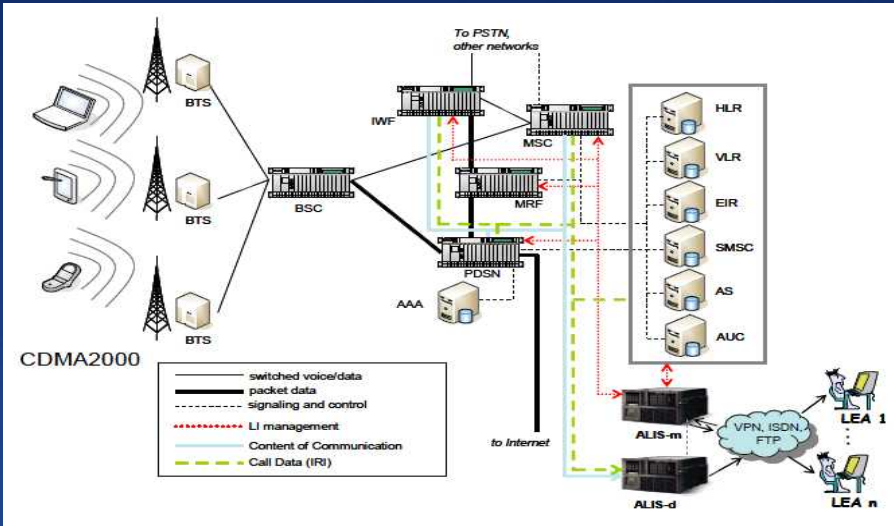 To PSTN,
other networks
BTS
IWF
MSC
HLR
VLR
BTS
BSC
MRF
EIR
PDSN
SMSC
AAA
AS
BTS
AUC
CDMA2000
switched voice/data
packet data
signaling and control
LI management
Content of Communication
Call Data (IRI)
to Internet
ALIS-m
VPN, ISDN,
FTP
LEA 1
ALIS-d
LEA n